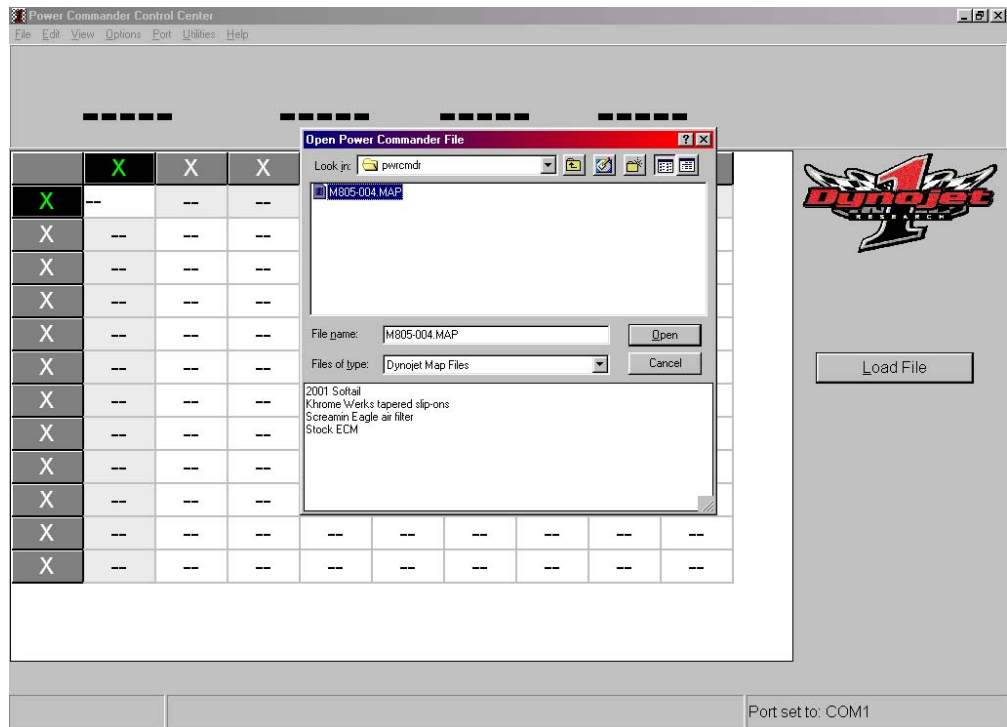 Power Commander Control Center
File Edit View Options Port Utilities Help
----- ----- ----- -----
Open Power Commander File
Look in: pwrcmdr
M805-004.MAP
File name: M805-004.MAP Open
Files of type: Dynojet Map Files Cancel
2001 Softail
Khrome Werks tapered slip-ons
Screamin Eagle air filter
Stock ECM
X X X
X -- -- --
X -- -- --
X -- -- --
X -- -- --
X -- -- --
X -- -- --
X -- -- --
X -- -- --
X -- -- --
X -- -- --
X -- -- -- -- -- -- -- -- --
X -- -- -- -- -- -- -- -- --
Dynojet
RESEARCH
1
Load File
Port set to: COM1